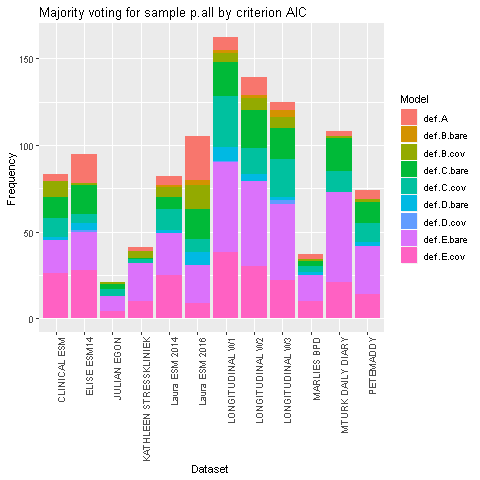 Majority voting for sample p.all by criterion AIC
Frequency
150
100
50
0
CLINICAL ESM
ELISE ESM14
JULIAN EGON
KATHLEEN STRESSKLINIEK
Laura ESM 2014
Laura ESM 2016
LONGITUDINAL W1
LONGITUDINAL W2
LONGITUDINAL W3
MARLIES BPD
MTURK DAILY DIARY
PETEMADDY
Dataset
Model
def.A
def.B.bare
def.B.cov
def.C.bare
def.C.cov
def.D.bare
def.D.cov
def.E.bare
def.E.cov